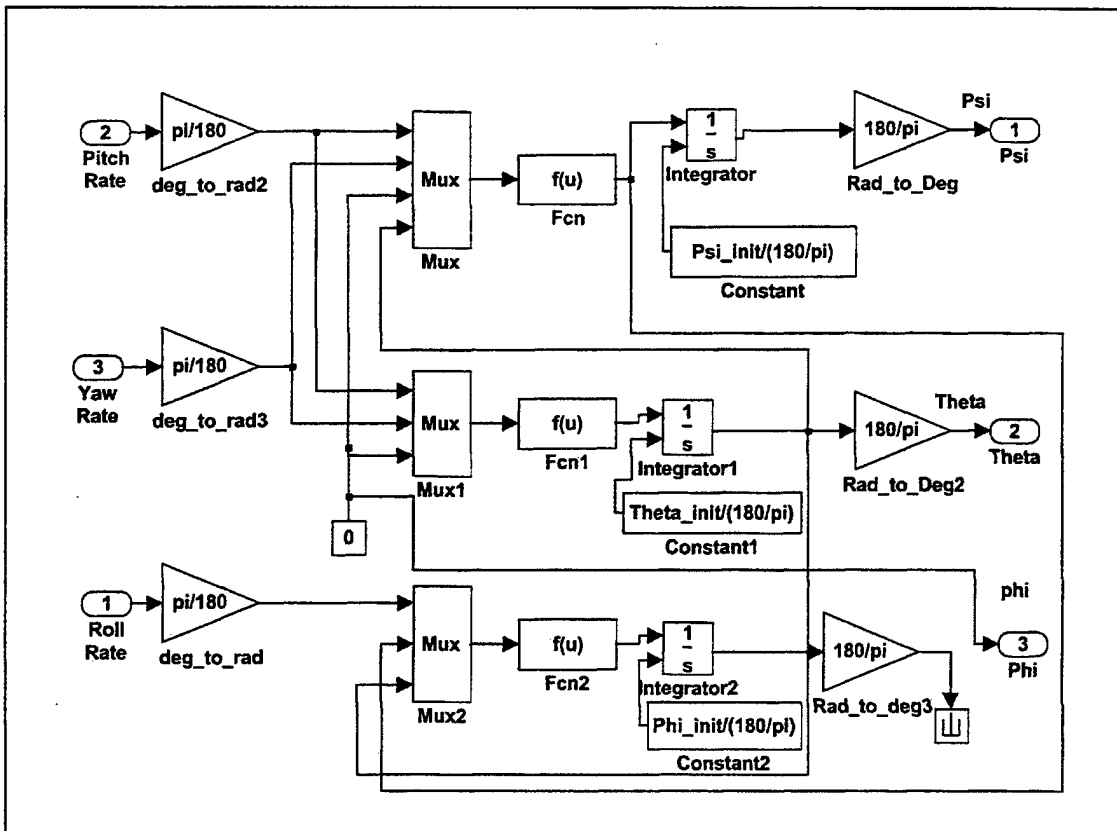 2
Pitch
Rate
pi/180
deg_to_rad2
Mux
Mux
f(u)
Fcn
1
s
Integrator
Psi_init/(180/pi)
Constant
180/pi
Rad_to_Deg
Psi
1
Psi
3
Yaw
Rate
pi/180
deg_to_rad3
Mux
Mux1
f(u)
Fcn1
1
s
Integrator1
Theta_init/(180/pi)
Constant1
180/pi
Rad_to_Deg2
Theta
2
Theta
0
1
Roll
Rate
pi/180
deg_to_rad
Mux
Mux2
f(u)
Fcn2
1
s
Integrator2
Phi_init/(180/pi)
Constant2
180/pi
Rad_to_deg3
phi
3
Phi